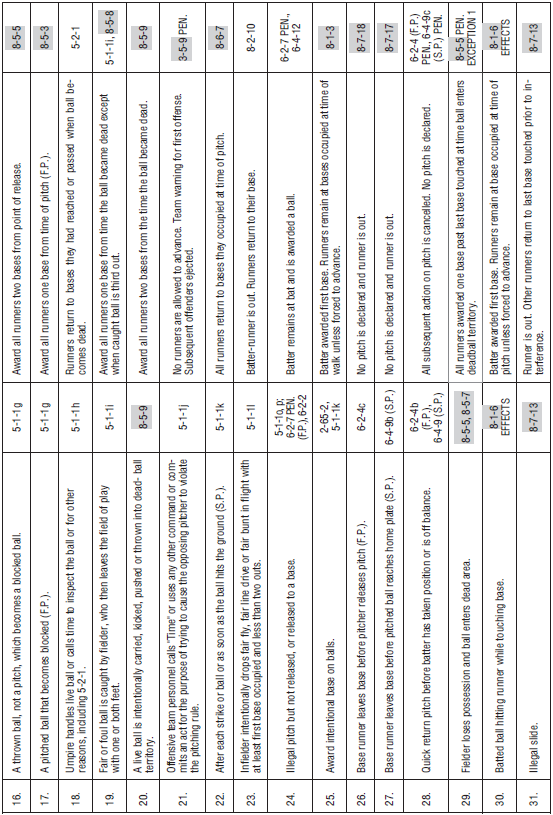 16. A thrown ball, not a pitch, which becomes a blocked ball. 5-1-1g Award all runners two bases from point of release. 8-5-5
17. A pitched ball that becomes blocked (F.P.). 5-1-1g Award all runners one base from time of pitch (F.P.). 8-5-3
18. Umpire handles live ball or calls time to inspect the ball or for other
reasons, including 5-2-1.
5-1-1h
Runners return to bases they had reached or passed when ball be-
comes dead.
5-2-1
19. Fair or foul ball is caught by fielder, who then leaves the field of play
with one or both feet.
5-1-1i
Award all runners one base from time the ball became dead except
when caught ball is third out.
5-1-1i, 8-5-8
20. A live ball is intentionally carried, kicked, pushed or thrown into dead- ball
territory.
8-5-9
Award all runners two bases from the time the ball became dead.
8-5-9
21. Offensive team personnel calls "Time" or uses any other command or com-
mits an act for the purpose of trying to cause the opposing pitcher to violate
the pitching rule.
5-1-1j
No runners are allowed to advance. Team warning for first offense.
Subsequent offenders ejected.
3-5-9 PEN.
22. After each strike or ball or as soon as the ball hits the ground (S.P.). 5-1-1k All runners return to bases they occupied at time of pitch. 8-6-7
23. Infielder intentionally drops fair fly, fair line drive or fair bunt in flight with
at least first base occupied and less than two outs.
5-1-1l
Batter-runner is out. Runners return to their base.
8-2-10
24. Illegal pitch but not released, or released to a base.
5-1-1o, p;
6-2-7 PEN.
(F.P.), 6-2-2
Batter remains at bat and is awarded a ball.
6-2-7 PEN.,
6-4-12
25. Award intentional base on balls.
2-65-2,
5-1-1k
Batter awarded first base. Runners remain at bases occupied at time of
walk unless forced to advance.
8-1-3
26. Base runner leaves base before pitcher releases pitch (F.P.). 6-2-4c No pitch is declared and runner is out. 8-7-18
27. Base runner leaves base before pitched ball reaches home plate (S.P.). 6-4-9b (S.P.) No pitch is declared and runner is out. 8-7-17
28. Quick return pitch before batter has taken position or is off balance.
6-2-4b
(F.P.),
6-4-9 (S.P.)
All subsequent action on pitch is cancelled. No pitch is declared.
6-2-4 (F.P.)
PEN., 6-4-9c
(S.P.) PEN.
29. Fielder loses possession and ball enters dead area.
8-5-5, 8-5-7
All runners awarded one base past last base touched at time ball enters
deadball territory.
8-5-5 PEN.
EXCEPTION 1
30. Batted ball hitting runner while touching base.
8-1-6
EFFECTS
Batter awarded first base. Runners remain at base occupied at time of
pitch unless forced to advance.
8-1-6
EFFECTS
31. Illegal slide.
8-7-13
Runner is out. Other runners return to last base touched prior to in-
terference.
8-7-13